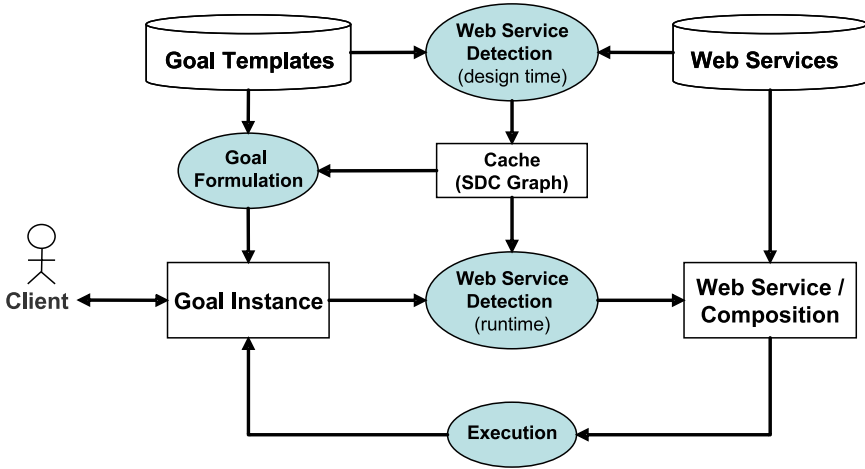 Web Service
Detection
(design time)
Goal Templates
Web Services
Goal
Formulation
Cache
(SDC Graph)
Client
Goal Instance
Web Service
Detection
(runtime)
Web Service /
Composition
Execution